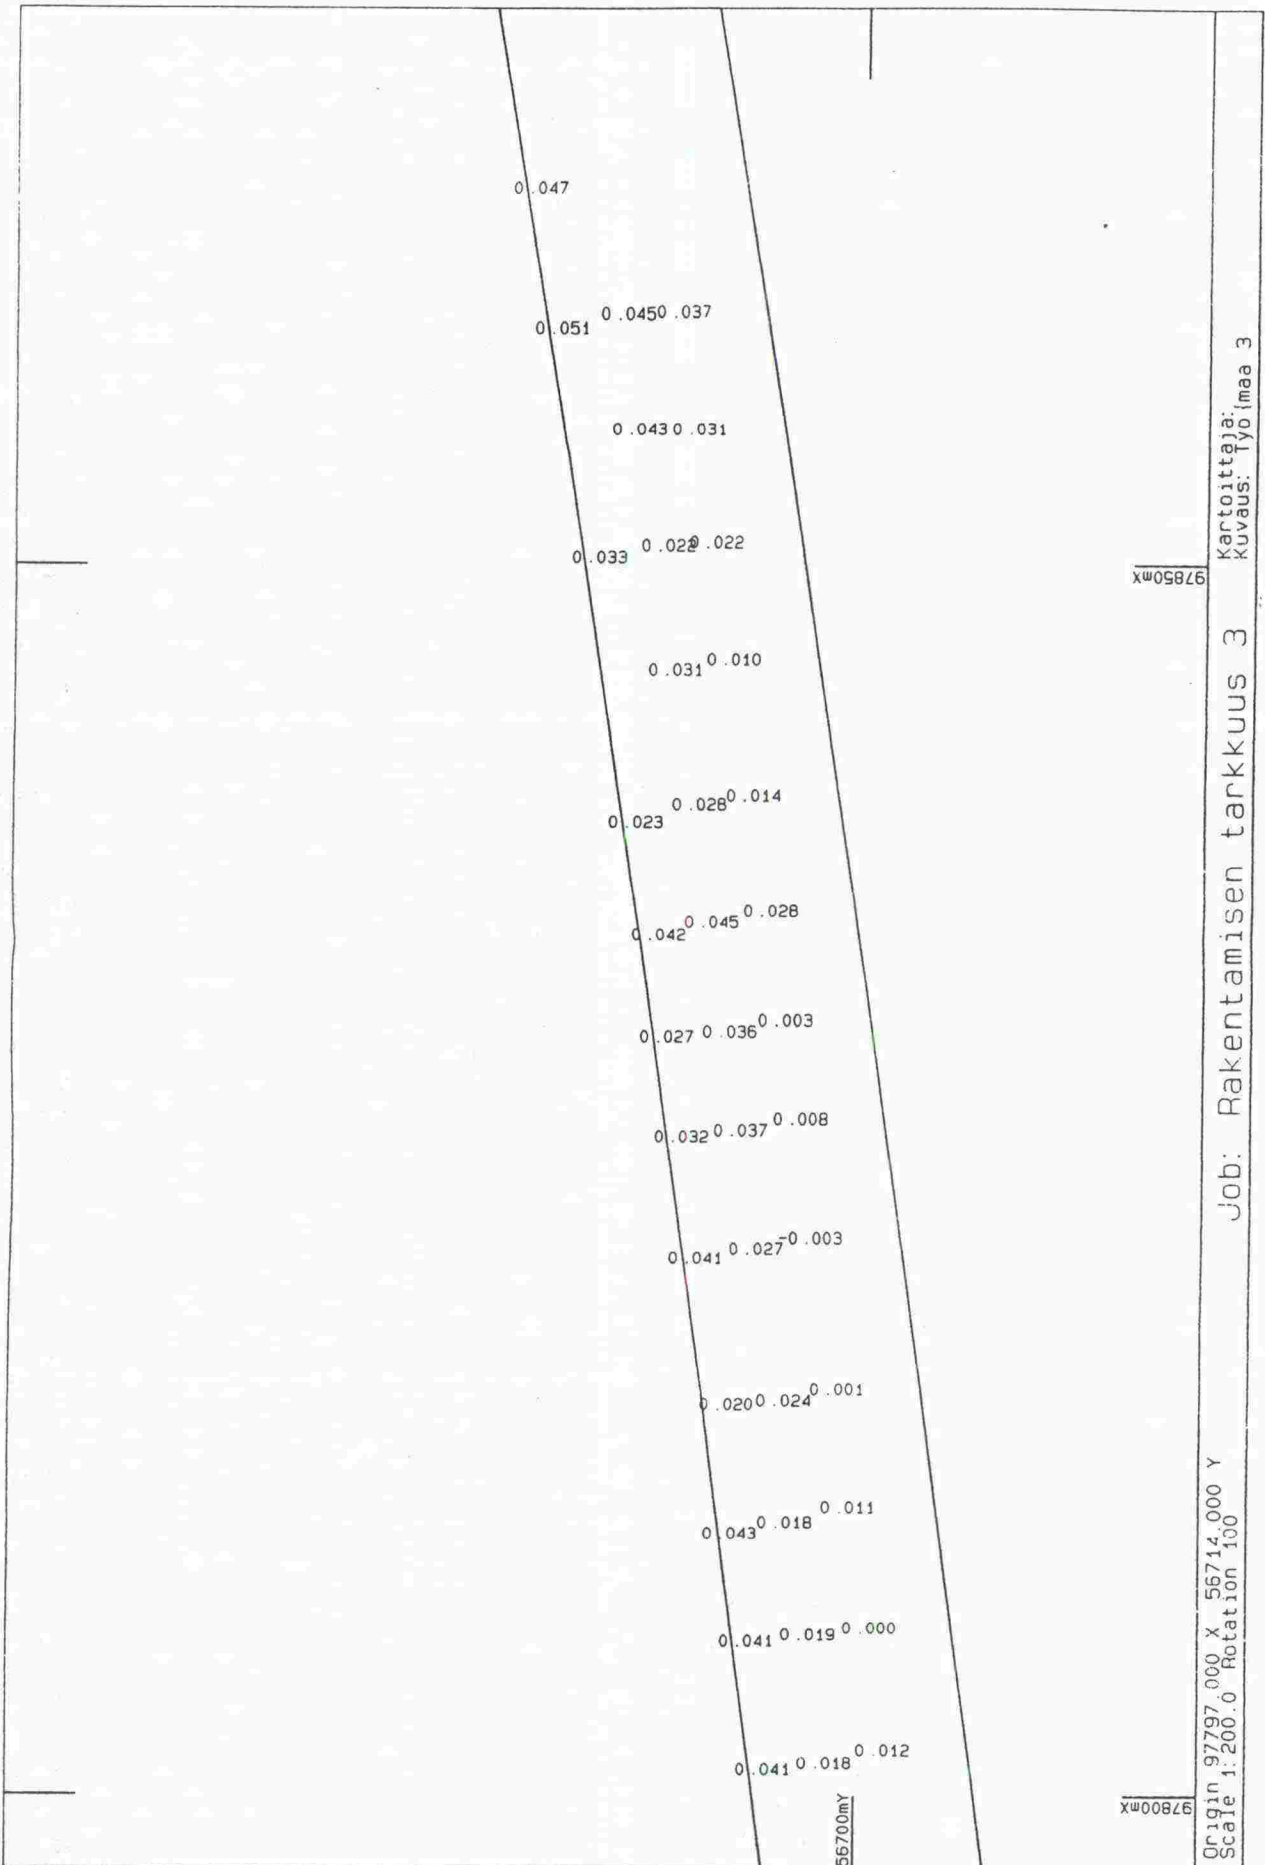 0.047
0.051 0.045 0.037
0.043 0.031
0.033 0.022 0.022
0.031 0.010
0.023 0.028 0.014
0.042 0.045 0.028
0.027 0.036 0.003
0.032 0.037 0.008
0.041 0.027 -0.003
0.020 0.024 0.001
0.043 0.018 0.011
0.041 0.019 0.000
0.041 0.018 0.012
56700mY
97850mX
97800mX
Origin 97797.000 X 56714.000 Y
Scale 1:200.0 Rotation 100
Job: Rakentamisen tarkkuus 3
Kartoittaja:
Kuvaus: Työ maa 3